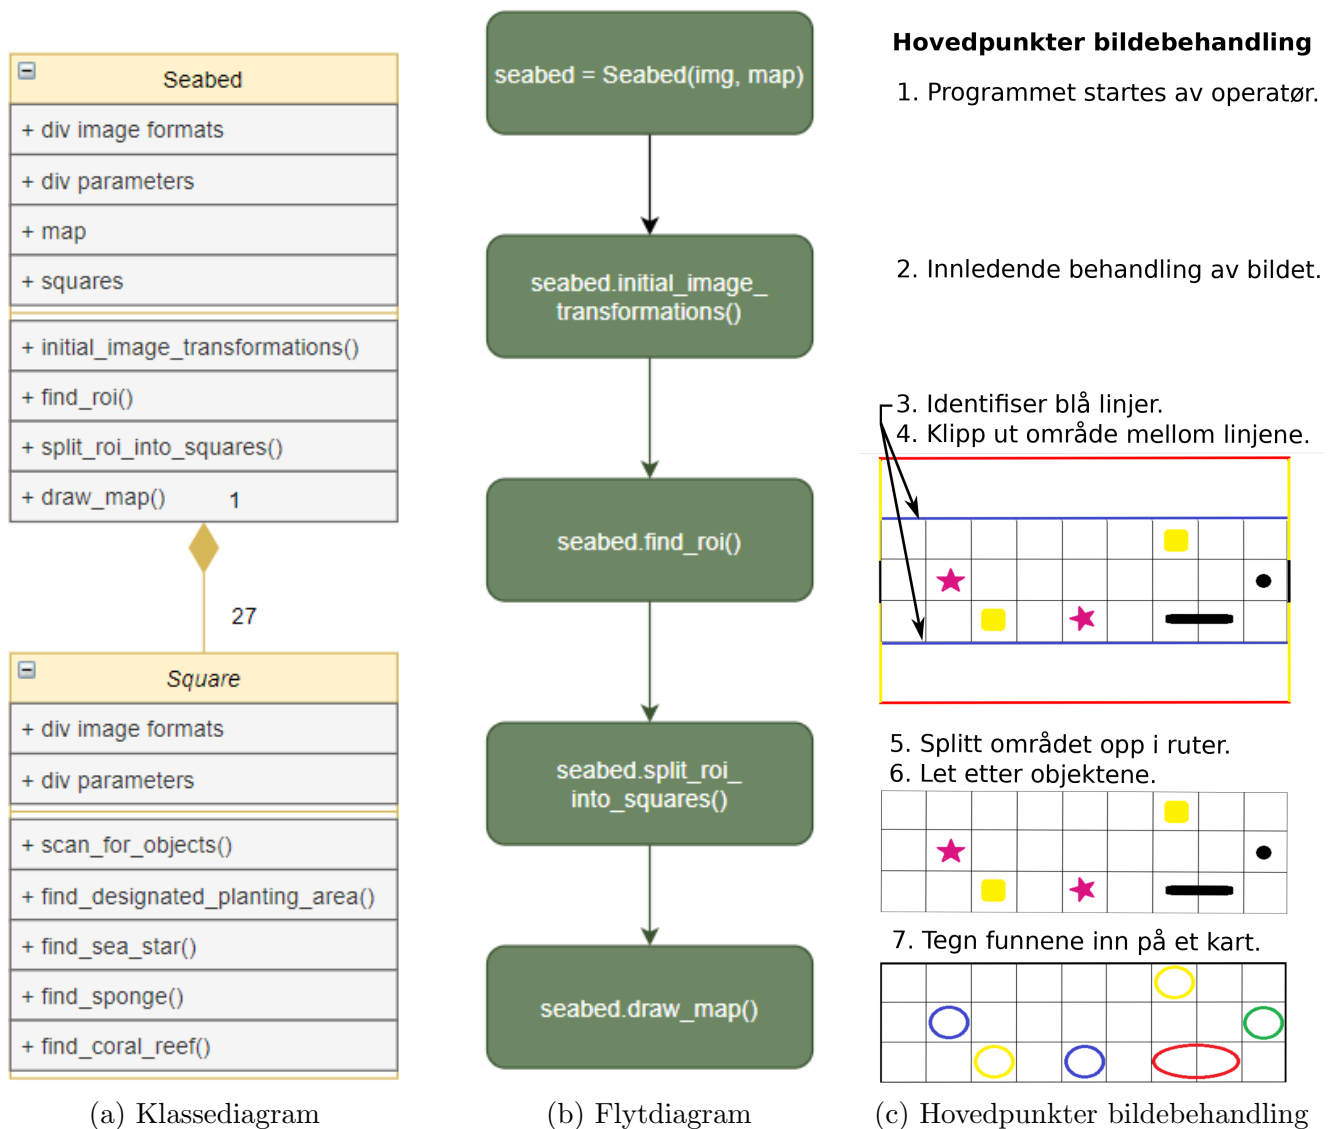 Seabed
+ div image formats
+ div parameters
+ map
+ squares
+ initial_image_transformations()
+ find_roi()
+ split_roi_into_squares()
+ draw_map()
1
27
Square
+ div image formats
+ div parameters
+ scan_for_objects()
+ find_designated_planting_area()
+ find_sea_star()
+ find_sponge()
+ find_coral_reef()
(a) Klassediagram
seabed = Seabed(img, map)
seabed.initial_image_
transformations()
seabed.find_roi()
seabed.split_roi_
into_squares()
seabed.draw_map()
(b) Flytdiagram
Hovedpunkter bildebehandling
1. Programmet startes av operatør.
2. Innledende behandling av bildet.
3. Identifiser blå linjer.
4. Klipp ut område mellom linjene.
5. Splitt området opp i ruter.
6. Let etter objektene.
7. Tegn funnene inn på et kart.
(c) Hovedpunkter bildebehandling